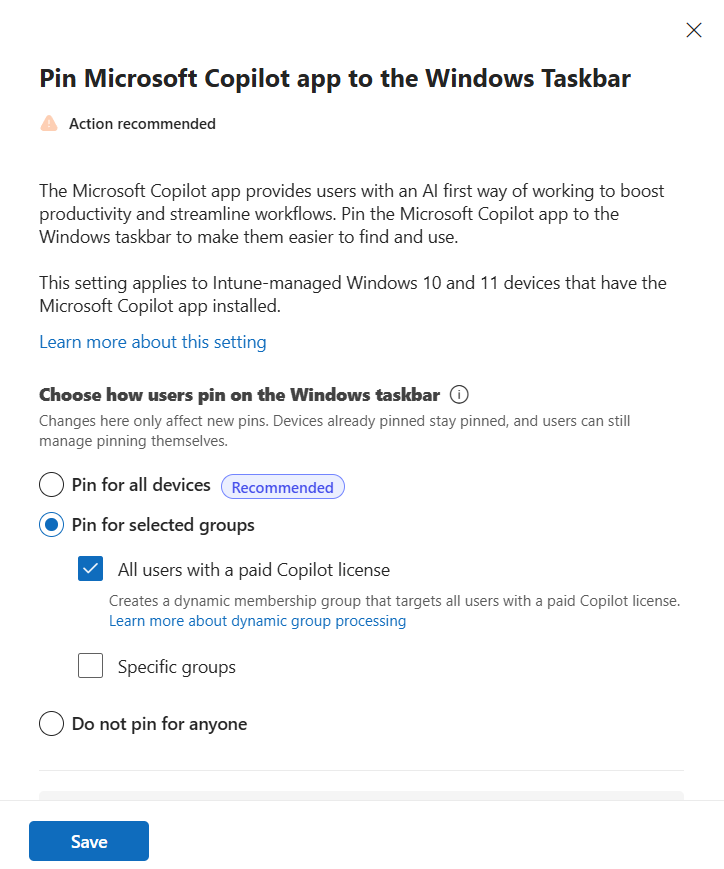 Pin Microsoft Copilot app to the Windows Taskbar
Action recommended
The Microsoft Copilot app provides users with an AI first way of working to boost
productivity and streamline workflows. Pin the Microsoft Copilot app to the
Windows taskbar to make them easier to find and use.
This setting applies to Intune-managed Windows 10 and 11 devices that have the
Microsoft Copilot app installed.
Learn more about this setting
Choose how users pin on the Windows taskbar
Changes here only affect new pins. Devices already pinned stay pinned, and users can still
manage pinning themselves.
Pin for all devices Recommended
Pin for selected groups
All users with a paid Copilot license
Creates a dynamic membership group that targets all users with a paid Copilot license.
Learn more about dynamic group processing
Specific groups
Do not pin for anyone
Save